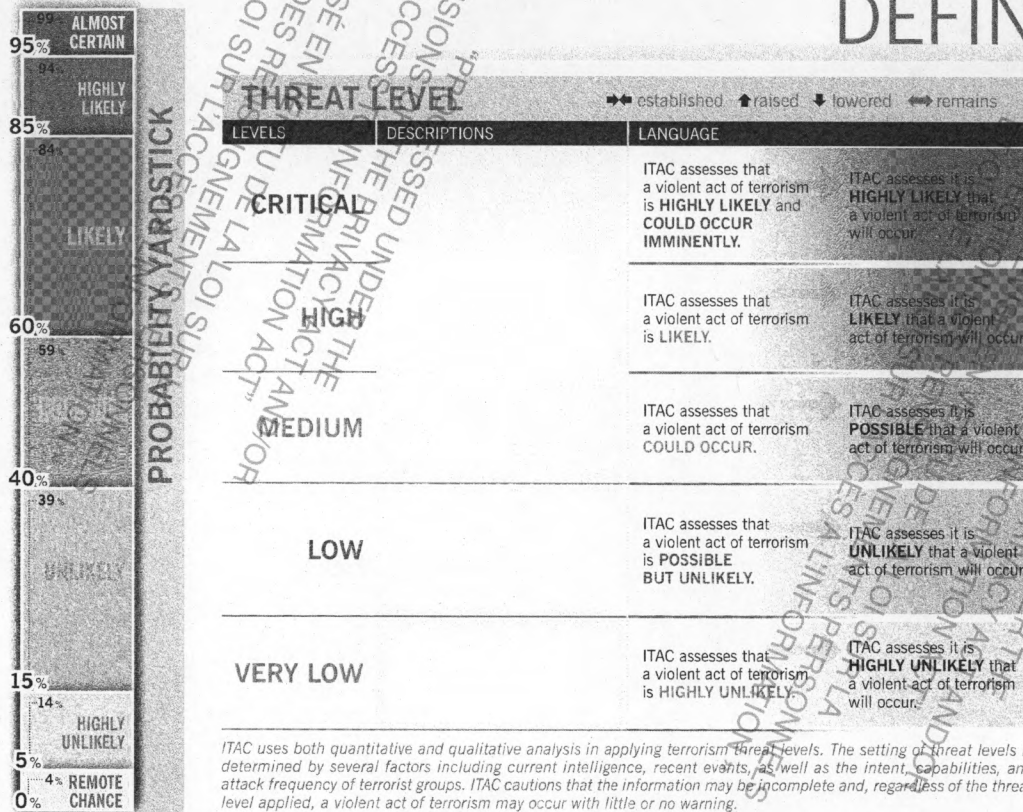 DEFIN
99%
ALMOST
CERTAIN
95%
94%
HIGHLY
LIKELY
85%
84%
LIKELY
60%
59%
40%
39%
UNLIKELY
15%
14%
HIGHLY
UNLIKELY
5%
4%
REMOTE
CHANCE
0%
PROBABILITY YARDSTICK
THREAT LEVEL
established raised lowered remains
LEVELS DESCRIPTIONS LANGUAGE
CRITICAL
ITAC assesses that
a violent act of terrorism
is HIGHLY LIKELY and
COULD OCCUR
IMMINENTLY.
ITAC assesses it is
HIGHLY LIKELY that
a violent act of terrorism
will occur.
HIGH
ITAC assesses that
a violent act of terrorism
is LIKELY.
ITAC assesses it is
LIKELY that a violent
act of terrorism will occur
MEDIUM
ITAC assesses that
a violent act of terrorism
COULD OCCUR.
ITAC assesses it is
POSSIBLE that a violent
act of terrorism will occur
LOW
ITAC assesses that
a violent act of terrorism
is POSSIBLE
BUT UNLIKELY.
ITAC assesses it is
UNLIKELY that a violent
act of terrorism will occur
VERY LOW
ITAC assesses that
a violent act of terrorism
is HIGHLY UNLIKELY.
ITAC assesses it is
HIGHLY UNLIKELY that
a violent act of terrorism
will occur.
ITAC uses both quantitative and qualitative analysis in applying terrorism threat levels. The setting of threat levels
determined by several factors including current intelligence, recent events, as well as the intent, capabilities, an
attack frequency of terrorist groups. ITAC cautions that the information may be incomplete and, regardless of the threa
level applied, a violent act of terrorism may occur with little or no warning.